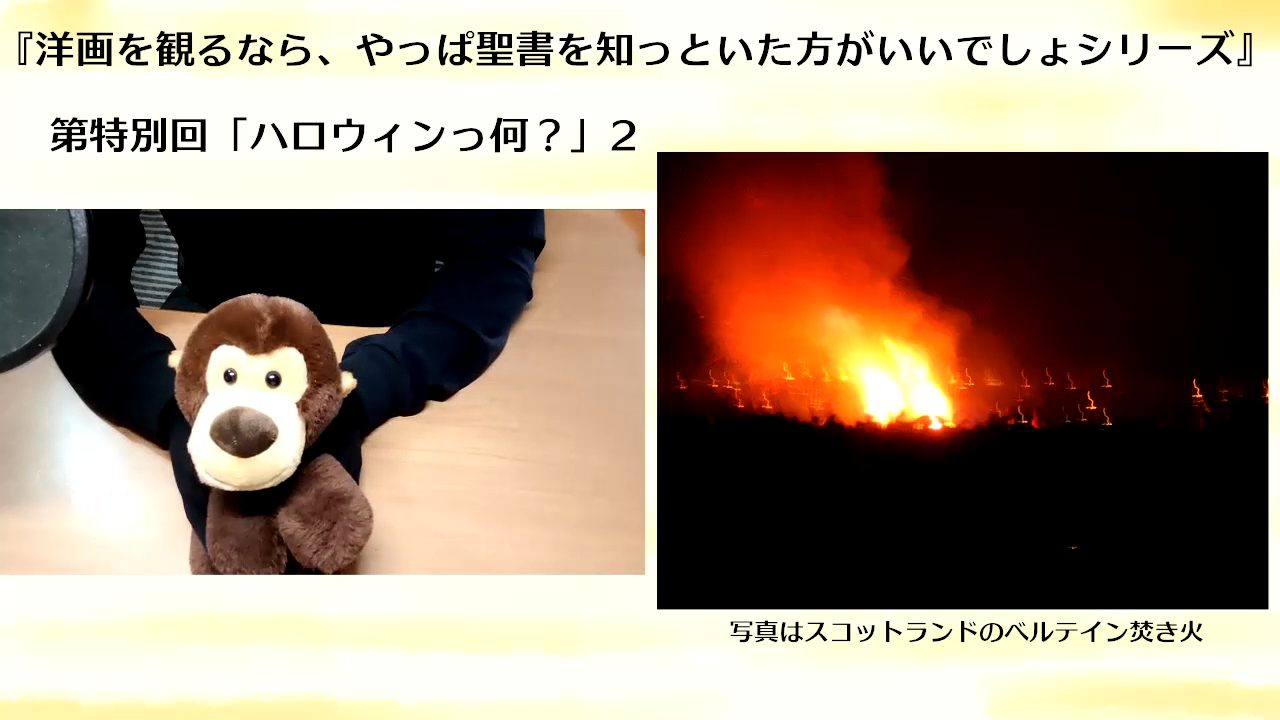 『洋画を観るなら、やっぱ聖書を知っといた方がいいでしょシリーズ』
第特別回「ハロウィンっ何？」２
写真はスコットランドのベルテイン焚き火